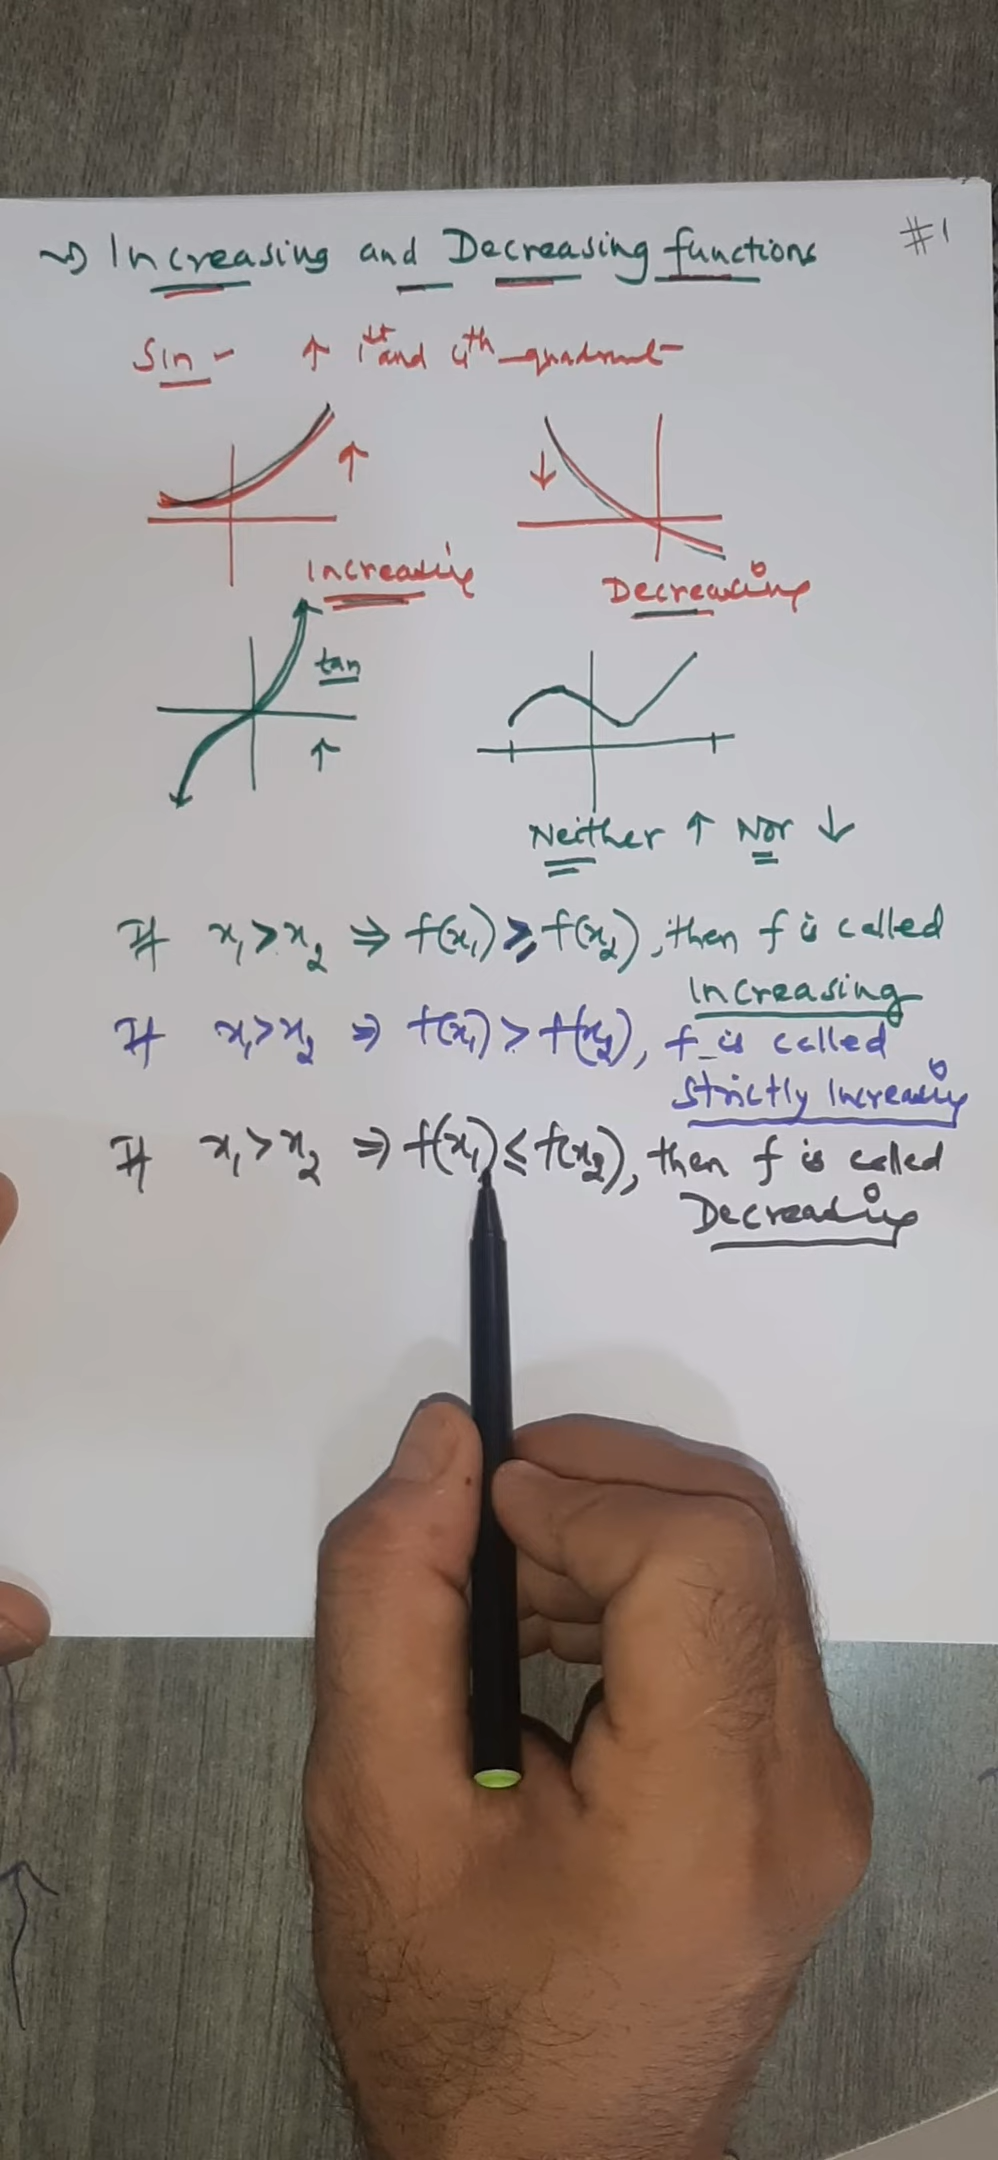 → Increasing and Decreasing functions #1
Sin - ↑ 1st and 4th quadrant
↑ ↓
Increasing Decreasing
tan
↑
Neither ↑ Nor ↓
If x₁ > x₂ ⇒ f(x₁) ≥ f(x₂), then f is called
Increasing
If x₁ > x₂ ⇒ f(x₁) > f(x₂), f is called
Strictly Increasing
If x₁ > x₂ ⇒ f(x₁) ≤ f(x₂), then f is called
Decreasing